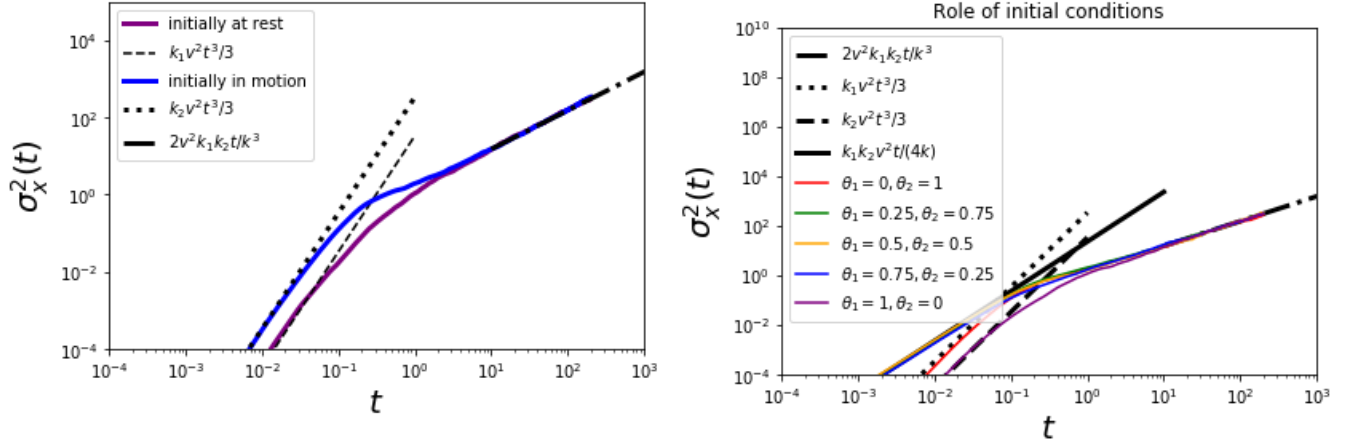 10⁴
10²
10⁰
10⁻²
10⁻⁴
σₓ²(t)
initially at rest
k₁v²t³/3
initially in motion
k₂v²t³/3
2v²k₁k₂t/k³
10⁻⁴ 10⁻³ 10⁻² 10⁻¹ 10⁰ 10¹ 10² 10³
t
Role of initial conditions
10¹⁰
10⁸
10⁶
10⁴
10²
10⁰
10⁻²
10⁻⁴
σₓ²(t)
2v²k₁k₂t/k³
k₁v²t³/3
k₂v²t³/3
k₁k₂v²t/(4k)
θ₁ = 0, θ₂ = 1
θ₁ = 0.25, θ₂ = 0.75
θ₁ = 0.5, θ₂ = 0.5
θ₁ = 0.75, θ₂ = 0.25
θ₁ = 1, θ₂ = 0
10⁻⁴ 10⁻³ 10⁻² 10⁻¹ 10⁰ 10¹ 10² 10³
t